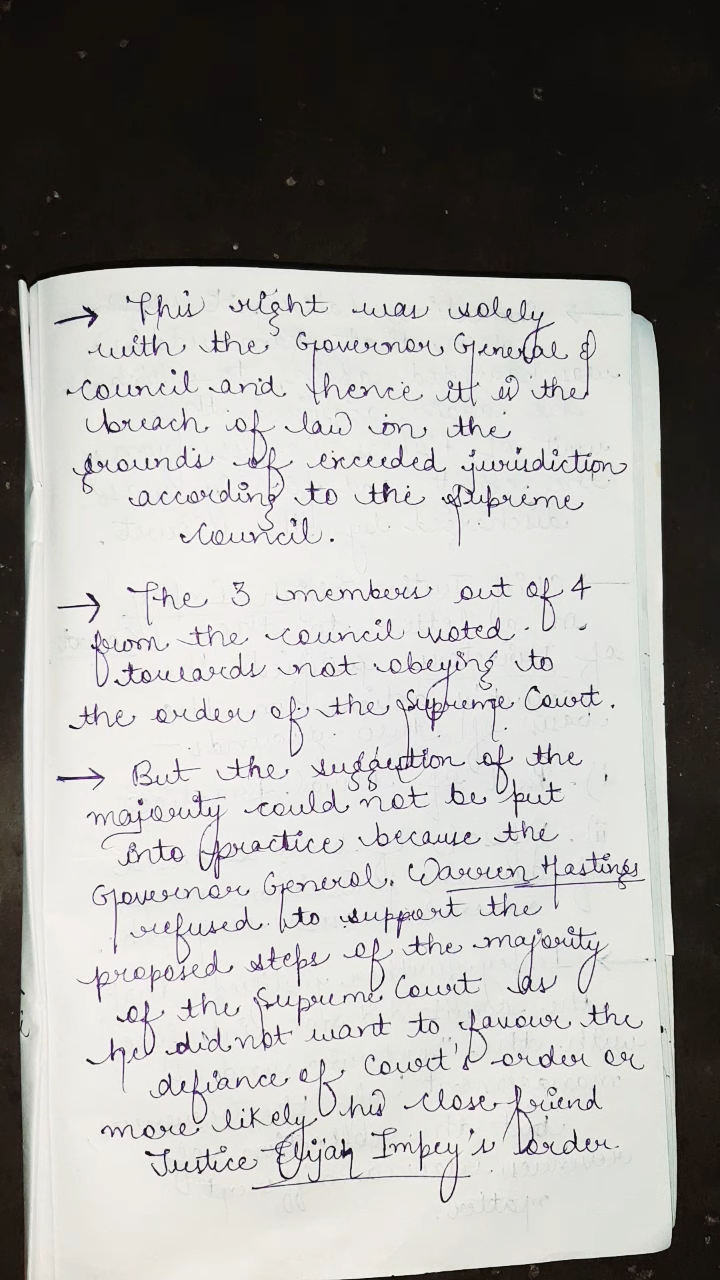 → This right was solely
with the Governor General &
Council and hence it is the
breach of law on the
grounds of exceeded jurisdiction
according to the Supreme
Council.
→ The 3 members out of 4
from the council voted
towards not obeying to
the order of the Supreme Court.
→ But the suggestion of the
majority could not be put
into practice because the
Governor General. Warren Hastings
refused to support the
proposed steps of the majority
of the Supreme Court as
he did not want to favour the
defiance of Court's order or
more likely his close friend
Justice Elijah Impey's order.